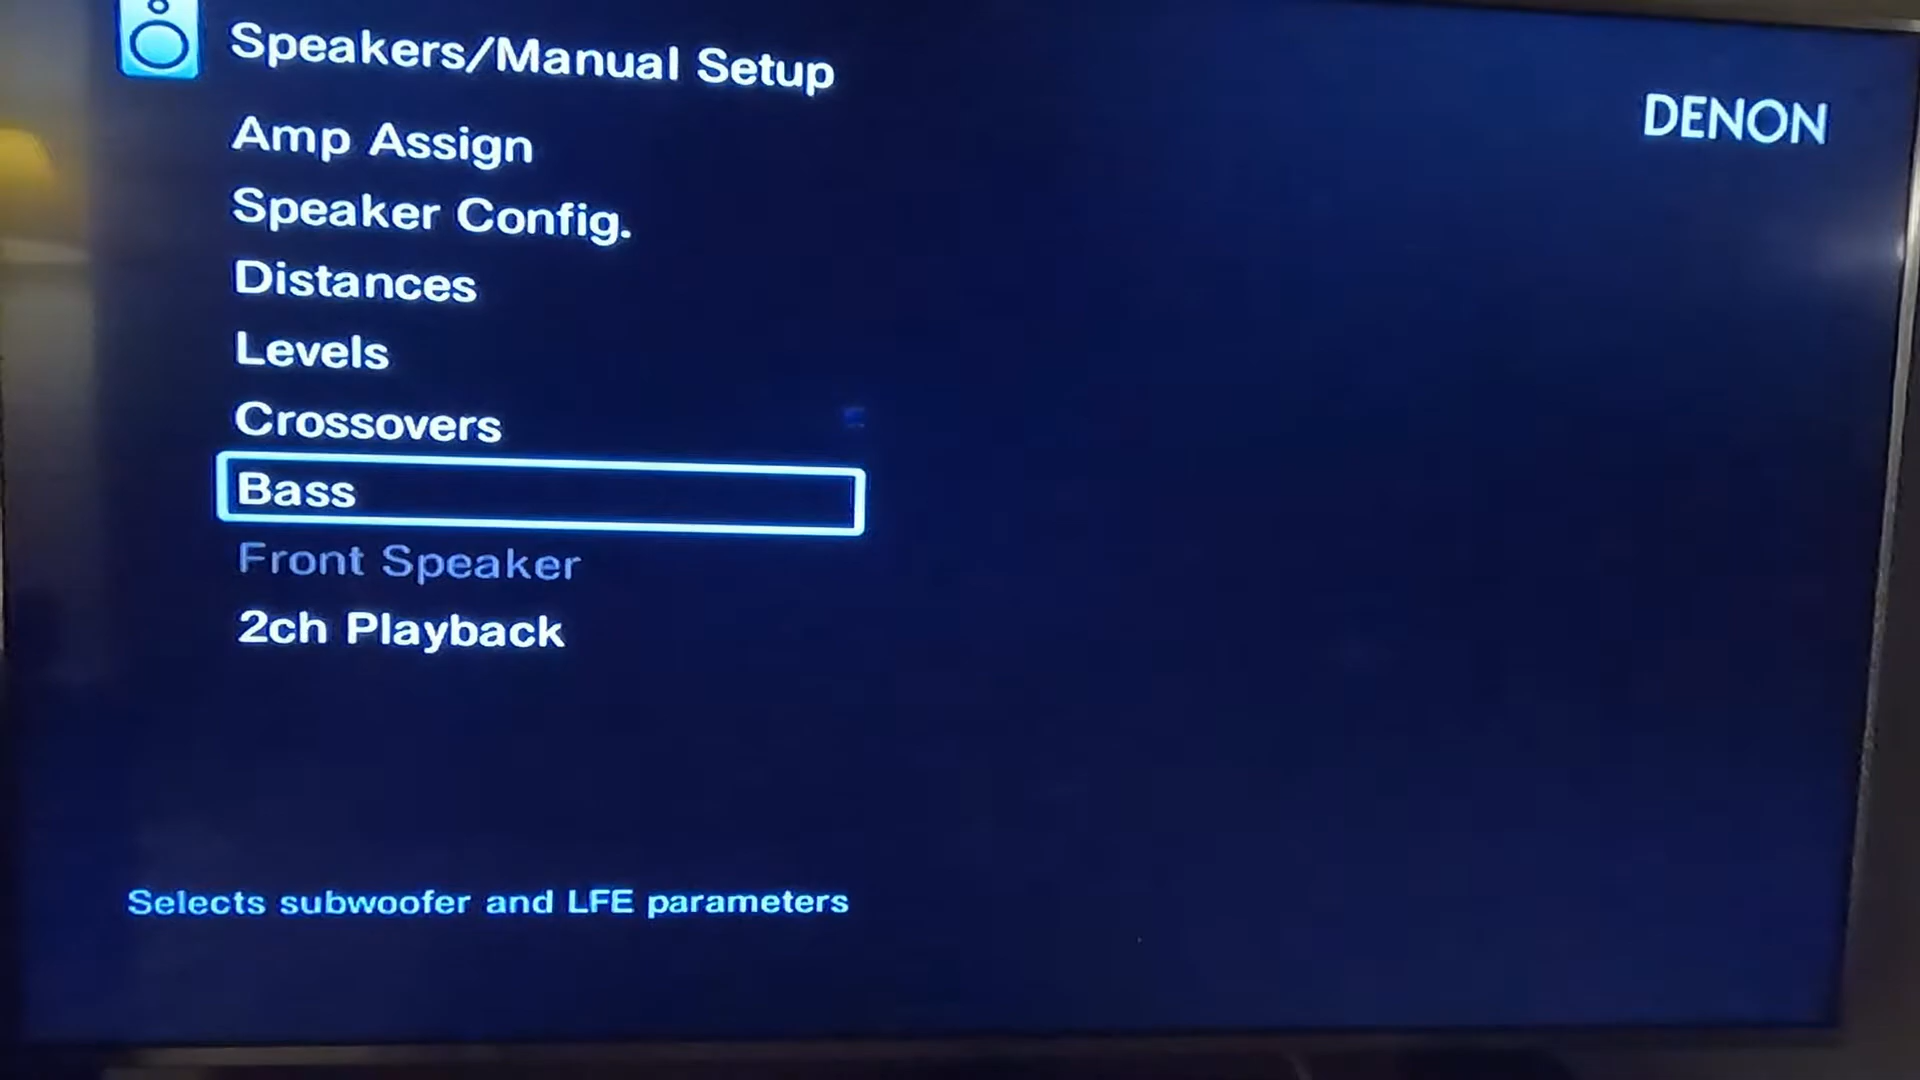 Speakers/Manual Setup
DENON
Amp Assign
Speaker Config.
Distances
Levels
Crossovers
Bass
Front Speaker
2ch Playback
Selects subwoofer and LFE parameters